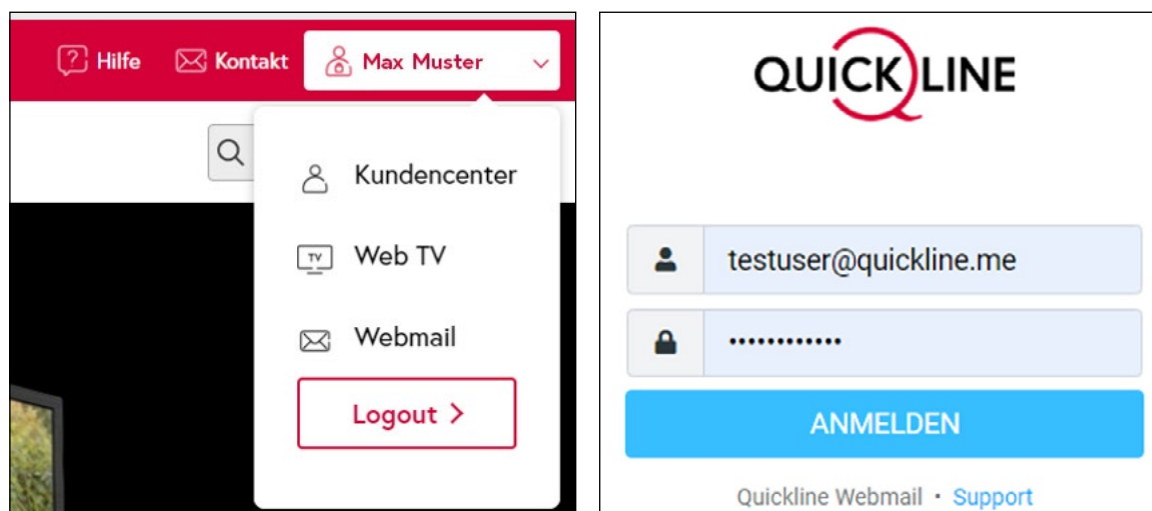 Hilfe
Kontakt
Max Muster
Kundencenter
TV
Web TV
Webmail
Logout
QUICKLINE
testuser@quickline.me
••••••••••••
ANMELDEN
Quickline Webmail • Support